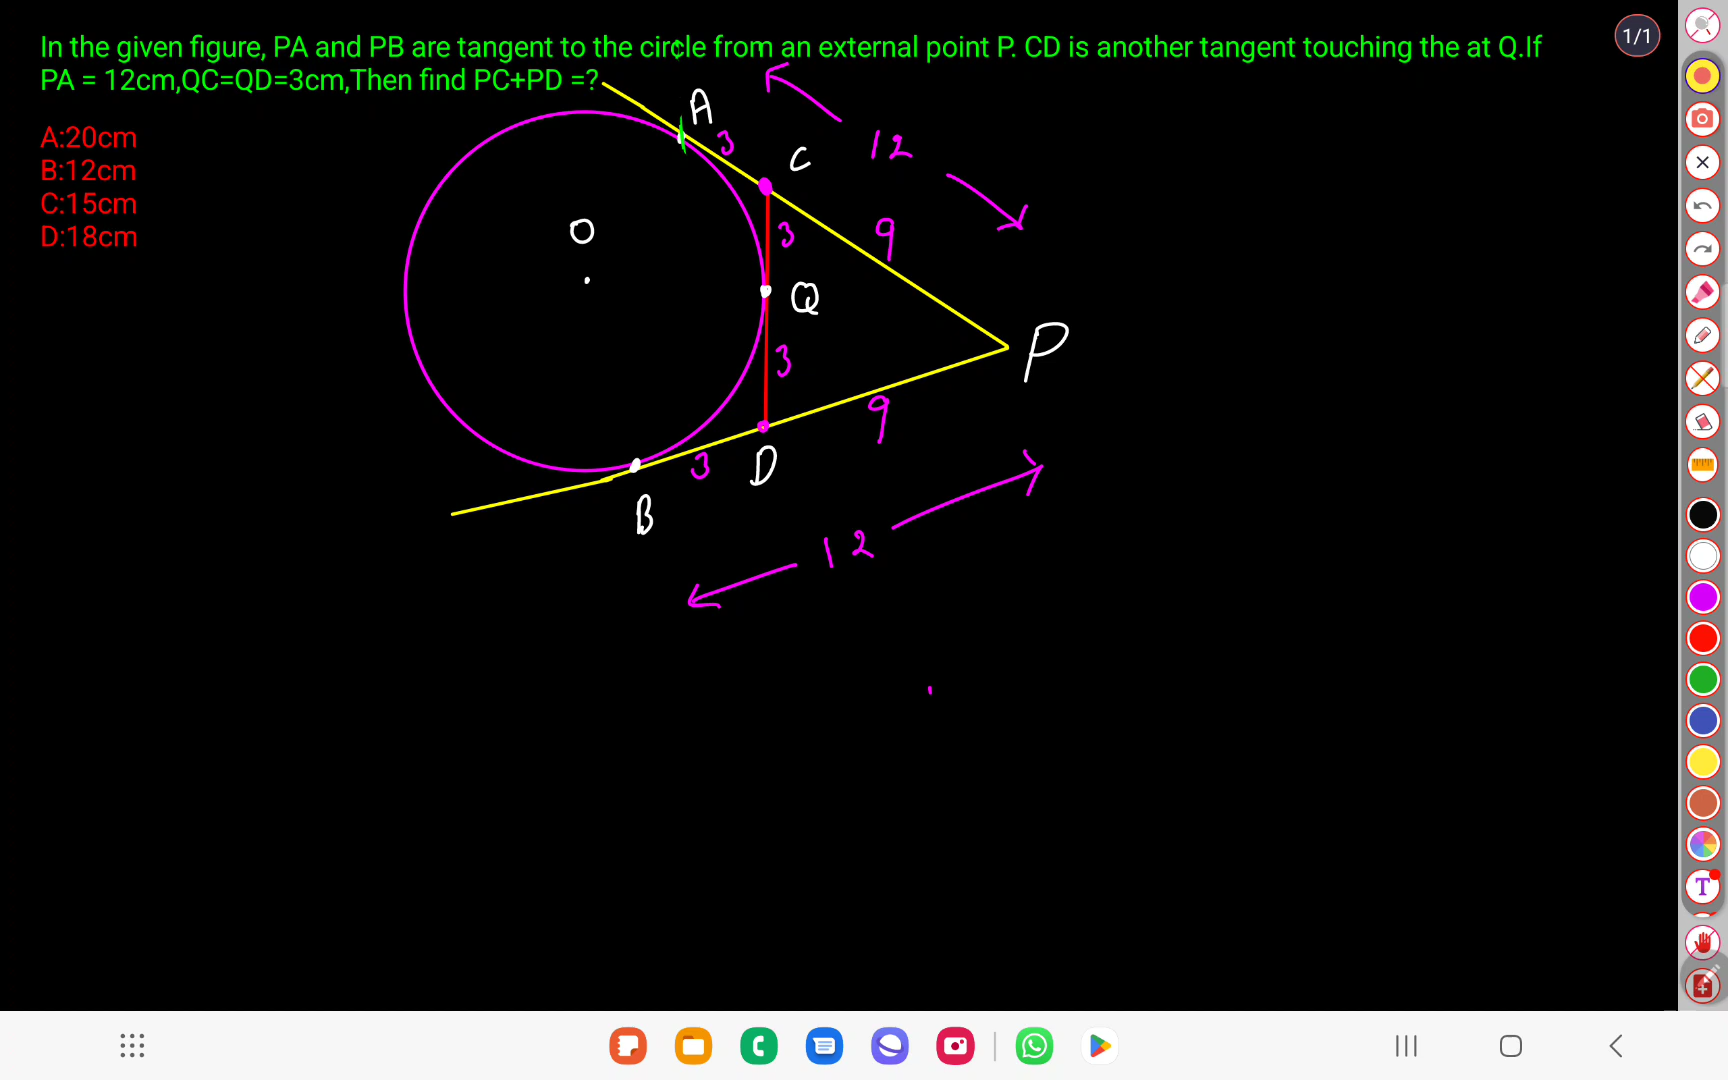 In the given figure, PA and PB are tangent to the circle from an external point P. CD is another tangent touching the at Q.If
PA = 12cm,QC=QD=3cm,Then find PC+PD =?
1/1
A:20cm
B:12cm
C:15cm
D:18cm
A
3
C
12
O
3
9
Q
P
3
9
3
D
B
12
T